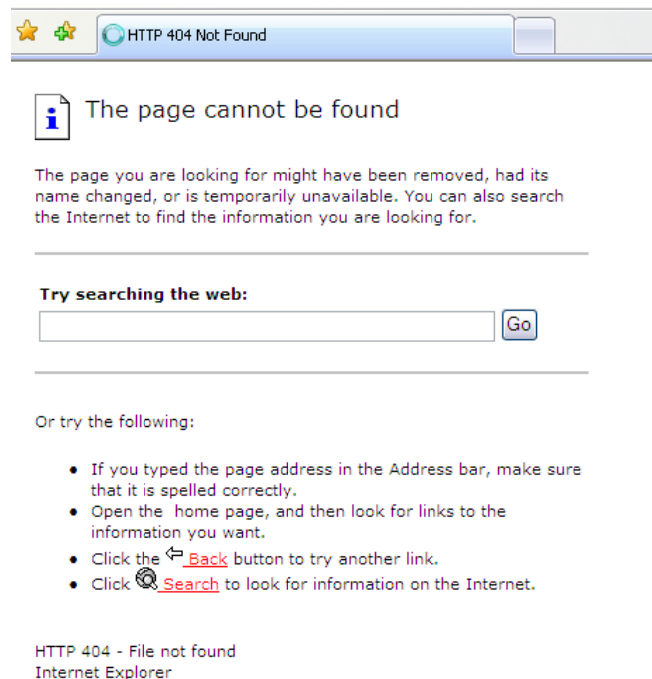 HTTP 404 Not Found
The page cannot be found
The page you are looking for might have been removed, had its
name changed, or is temporarily unavailable. You can also search
the Internet to find the information you are looking for.
Try searching the web:
Go
Or try the following:
• If you typed the page address in the Address bar, make sure
that it is spelled correctly.
• Open the  home page, and then look for links to the
information you want.
• Click the Back button to try another link.
• Click Search to look for information on the Internet.
HTTP 404 - File not found
Internet Explorer